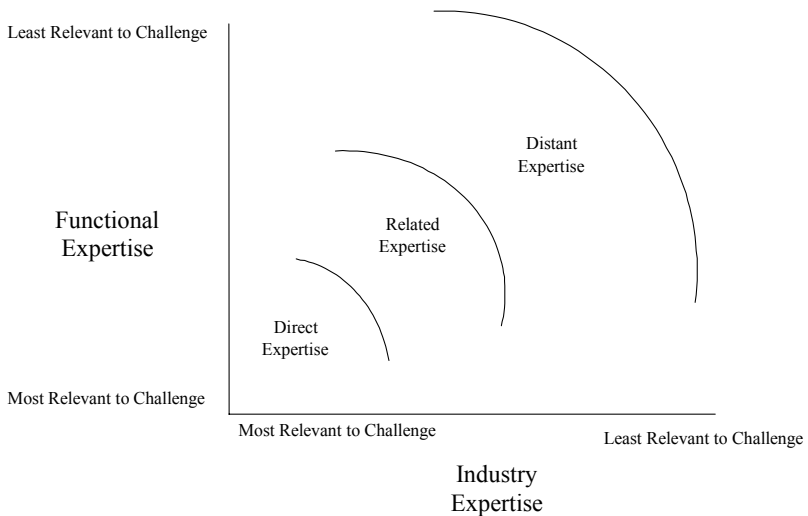 Least Relevant to Challenge
Distant
Expertise
Functional
Expertise
Related
Expertise
Direct
Expertise
Most Relevant to Challenge
Most Relevant to Challenge
Least Relevant to Challenge
Industry
Expertise